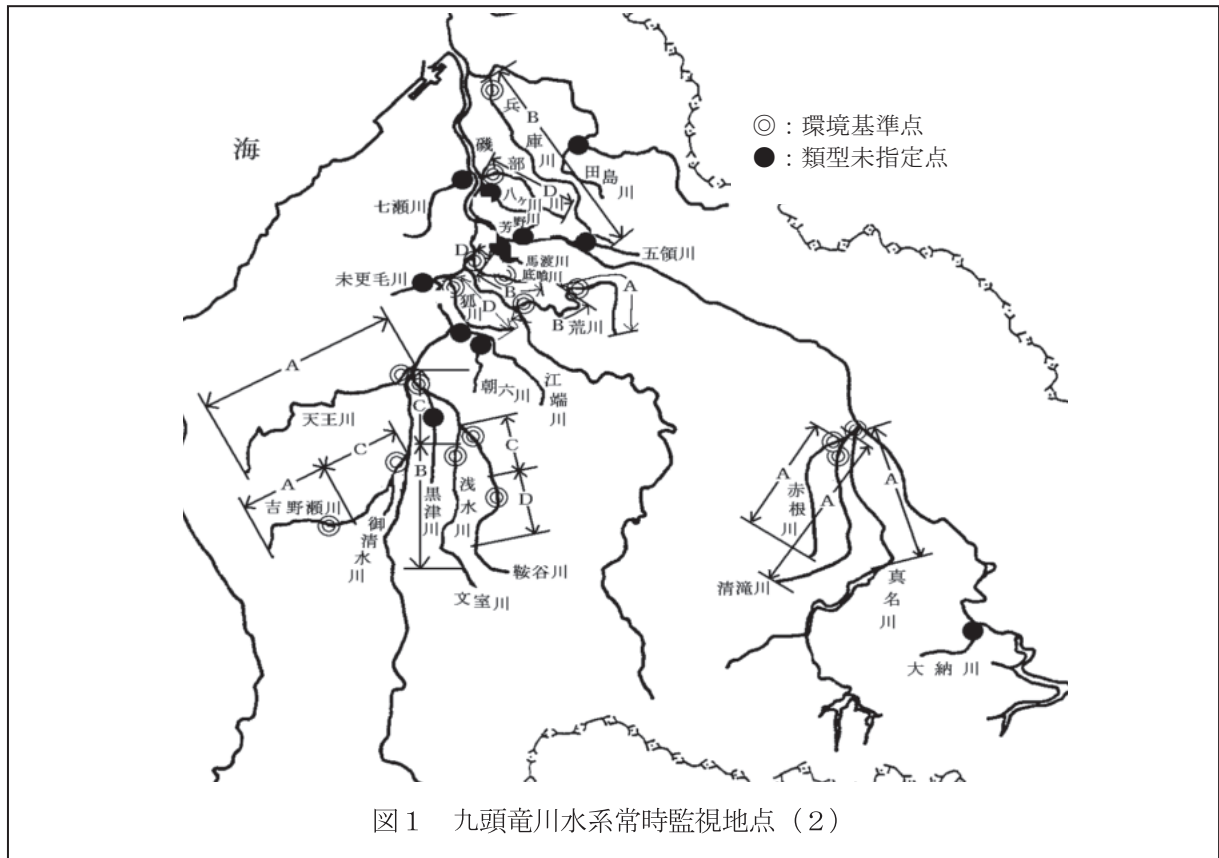 海
◎：環境基準点
●：類型未指定点
兵庫川
B
田島川
磯部川
D
八ヶ川
七瀬川
芳野川
五領川
馬渡川
D
底喰川
未更毛川
B
A
狐川
D
B
荒川
A
朝六川
江端川
天王川
C
A
C
B
C
D
吉野瀬川
御清水川
黒津川
浅水川
鞍谷川
文室川
A
赤根川
A
A
清滝川
真名川
大納川
図１　九頭竜川水系常時監視地点（２）